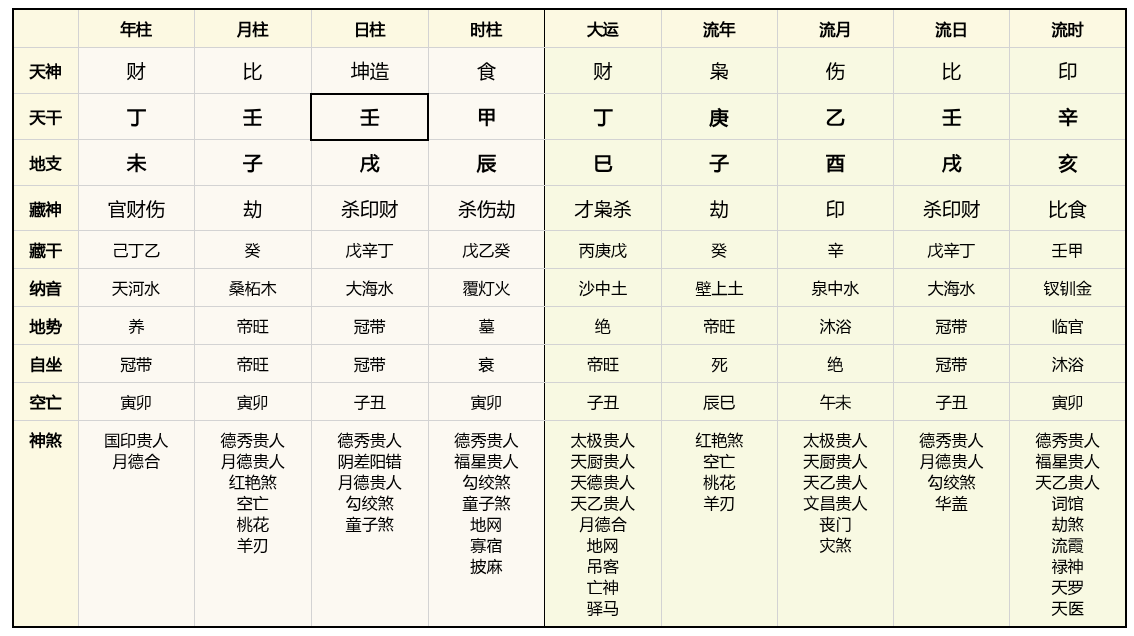 年柱 月柱 日柱 时柱 大运 流年 流月 流日 流时
天神 财 比 坤造 食 财 枭 伤 比 印
天干 丁 壬 壬 甲 丁 庚 乙 壬 辛
地支 未 子 戌 辰 巳 子 酉 戌 亥
藏神 官财伤 劫 杀印财 杀伤劫 才枭杀 劫 印 杀印财 比食
藏干 己丁乙 癸 戊辛丁 戊乙癸 丙庚戊 癸 辛 戊辛丁 壬甲
纳音 天河水 桑柘木 大海水 覆灯火 沙中土 壁上土 泉中水 大海水 钗钏金
地势 养 帝旺 冠带 墓 绝 帝旺 沐浴 冠带 临官
自坐 冠带 帝旺 冠带 衰 帝旺 死 绝 冠带 沐浴
空亡 寅卯 寅卯 子丑 寅卯 子丑 辰巳 午未 子丑 寅卯
神煞 国印贵人 德秀贵人 德秀贵人 德秀贵人 太极贵人 红艳煞 太极贵人 德秀贵人 德秀贵人
月德合 月德贵人 阴差阳错 福星贵人 天厨贵人 空亡 天厨贵人 月德贵人 福星贵人
红艳煞 月德贵人 勾绞煞 天德贵人 桃花 天乙贵人 勾绞煞 天乙贵人
空亡 勾绞煞 童子煞 天乙贵人 羊刃 文昌贵人 华盖 词馆
桃花 童子煞 地网 月德合 丧门 劫煞
羊刃 寡宿 地网 灾煞 流霞
披麻 吊客 禄神
亡神 天罗
驿马 天医